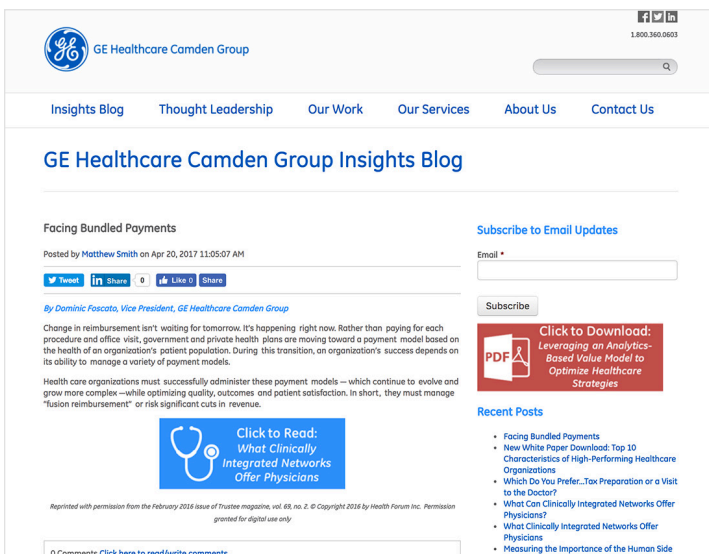 1.800.360.0603
GE Healthcare Camden Group
Insights Blog Thought Leadership Our Work Our Services About Us Contact Us
GE Healthcare Camden Group Insights Blog
Facing Bundled Payments
Posted by Matthew Smith on Apr 20, 2017 11:05:07 AM
Tweet in Share 0 Like 0 Share
By Dominic Foscato, Vice President, GE Healthcare Camden Group
Change in reimbursement isn't waiting for tomorrow. It's happening right now. Rather than paying for each
procedure and office visit, government and private health plans are moving toward a payment model based on
the health of an organization's patient population. During this transition, an organization's success depends on
its ability to manage a variety of payment models.
Health care organizations must successfully administer these payment models — which continue to evolve and
grow more complex —while optimizing quality, outcomes and patient satisfaction. In short, they must manage
"fusion reimbursement" or risk significant cuts in revenue.
Click to Read:
What Clinically
Integrated Networks
Offer Physicians
Reprinted with permission from the February 2016 issue of Trustee magazine, vol. 69, no. 2. © Copyright 2016 by Health Forum Inc. Permission
granted for digital use only
0 Comments Click here to read/write comments
Subscribe to Email Updates
Email *
Subscribe
PDF
Click to Download:
Leveraging an Analytics-
Based Value Model to
Optimize Healthcare
Strategies
Recent Posts
• Facing Bundled Payments
• New White Paper Download: Top 10
Characteristics of High-Performing Healthcare
Organizations
• Which Do You Prefer...Tax Preparation or a Visit
to the Doctor?
• What Can Clinically Integrated Networks Offer
Physicians?
• What Clinically Integrated Networks Offer
Physicians
• Measuring the Importance of the Human Side